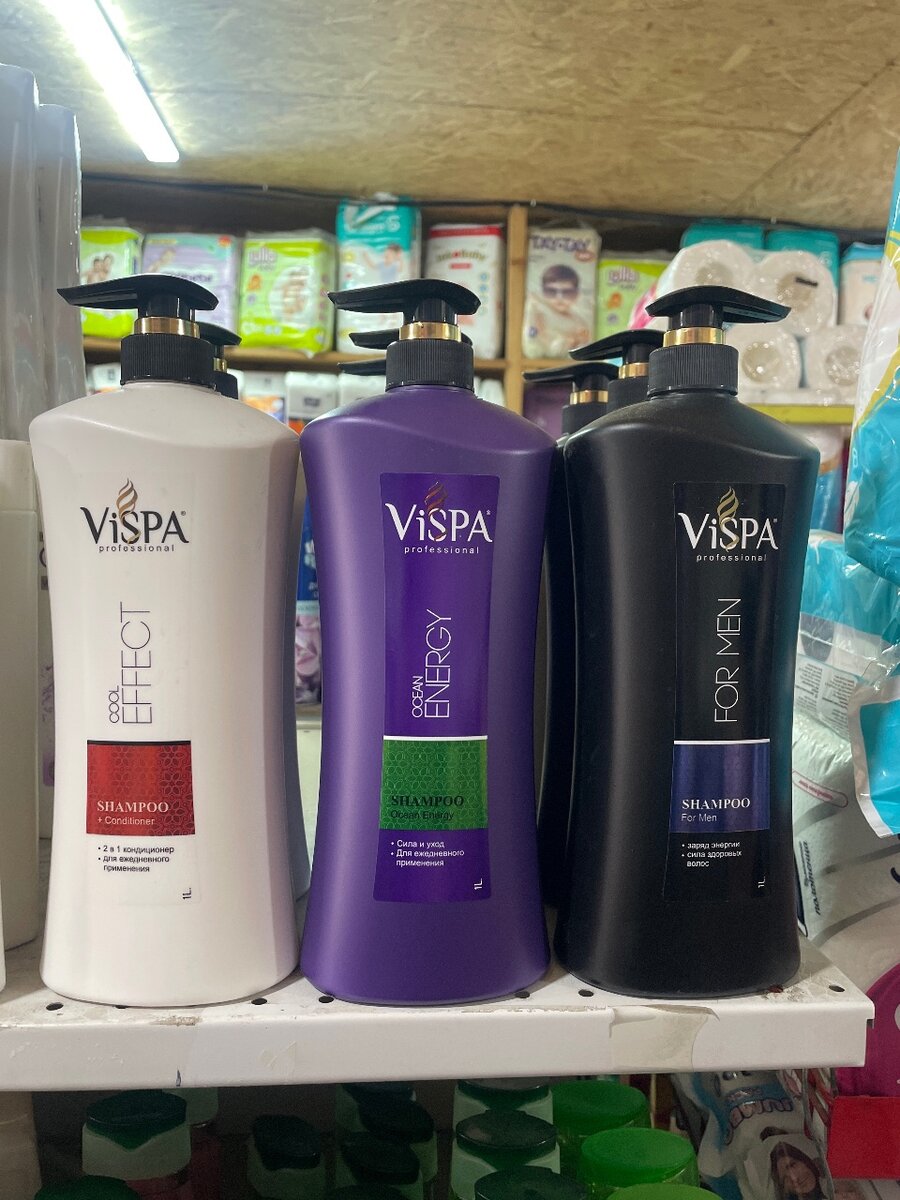 ViSPA®
professional
COOL
EFFECT
SHAMPOO
+ Conditioner
• 2 в 1 кондиционер
• для ежедневного
применения
1L
ViSPA®
professional
OCEAN
ENERGY
SHAMPOO
Ocean Energy
• Сила и уход
• Для ежедневного
применения
1L
ViSPA®
professional
FOR MEN
SHAMPOO
For Men
• заряд энергии
• сила здоровых
волос
1L